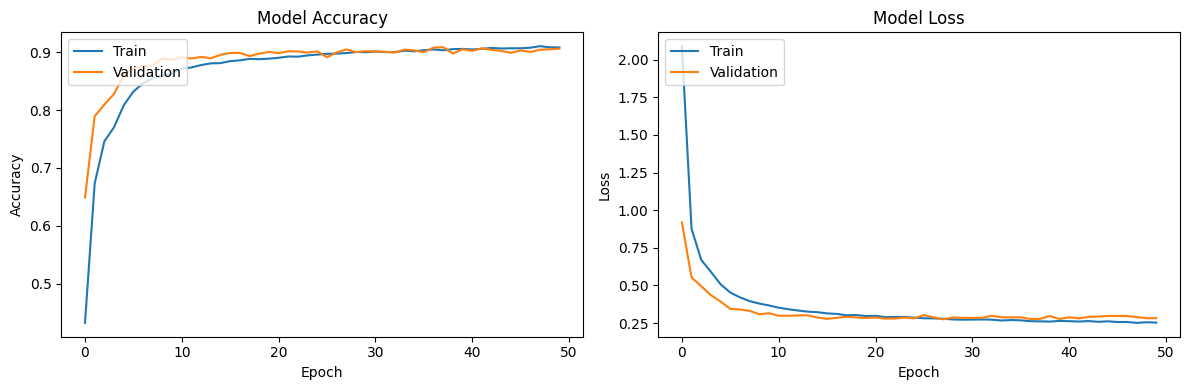 Model Accuracy
Train
Validation
0.9
0.8
0.7
0.6
0.5
Accuracy
0
10
20
30
40
50
Epoch
Model Loss
Train
Validation
2.00
1.75
1.50
1.25
1.00
0.75
0.50
0.25
Loss
0
10
20
30
40
50
Epoch